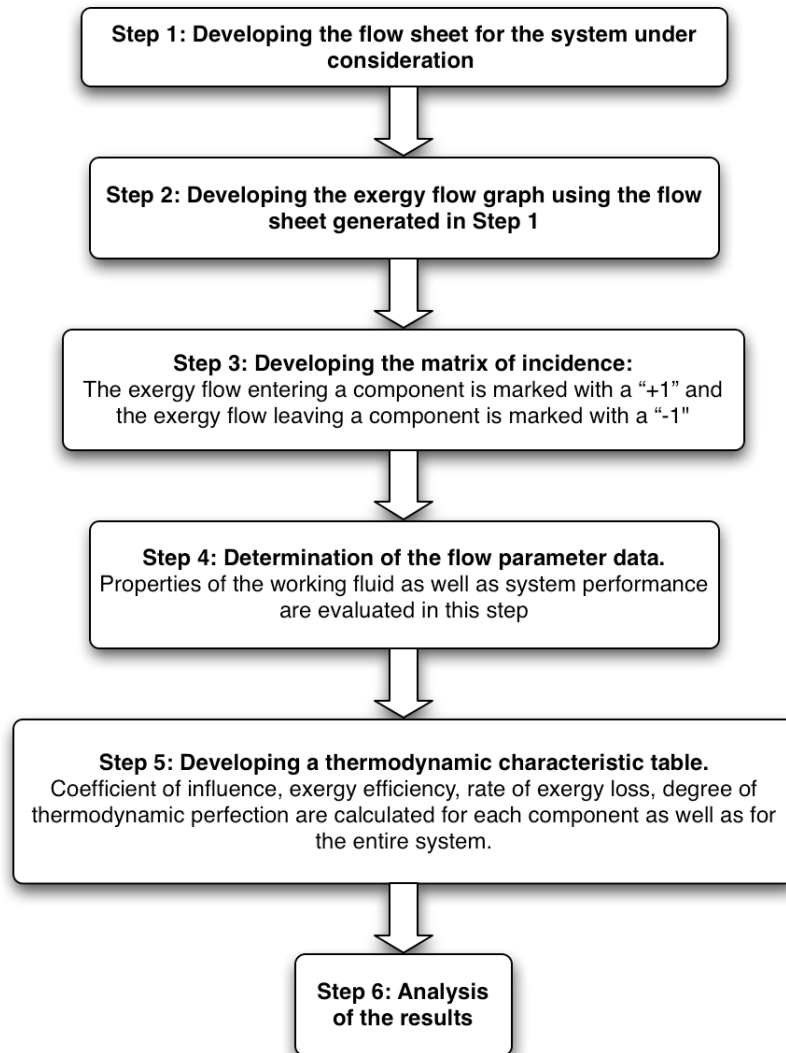 Step 1: Developing the flow sheet for the system under
consideration
Step 2: Developing the exergy flow graph using the flow
sheet generated in Step 1
Step 3: Developing the matrix of incidence:
The exergy flow entering a component is marked with a “+1” and
the exergy flow leaving a component is marked with a “-1"
Step 4: Determination of the flow parameter data.
Properties of the working fluid as well as system performance
are evaluated in this step
Step 5: Developing a thermodynamic characteristic table.
Coefficient of influence, exergy efficiency, rate of exergy loss, degree of
thermodynamic perfection are calculated for each component as well as for
the entire system.
Step 6: Analysis
of the results